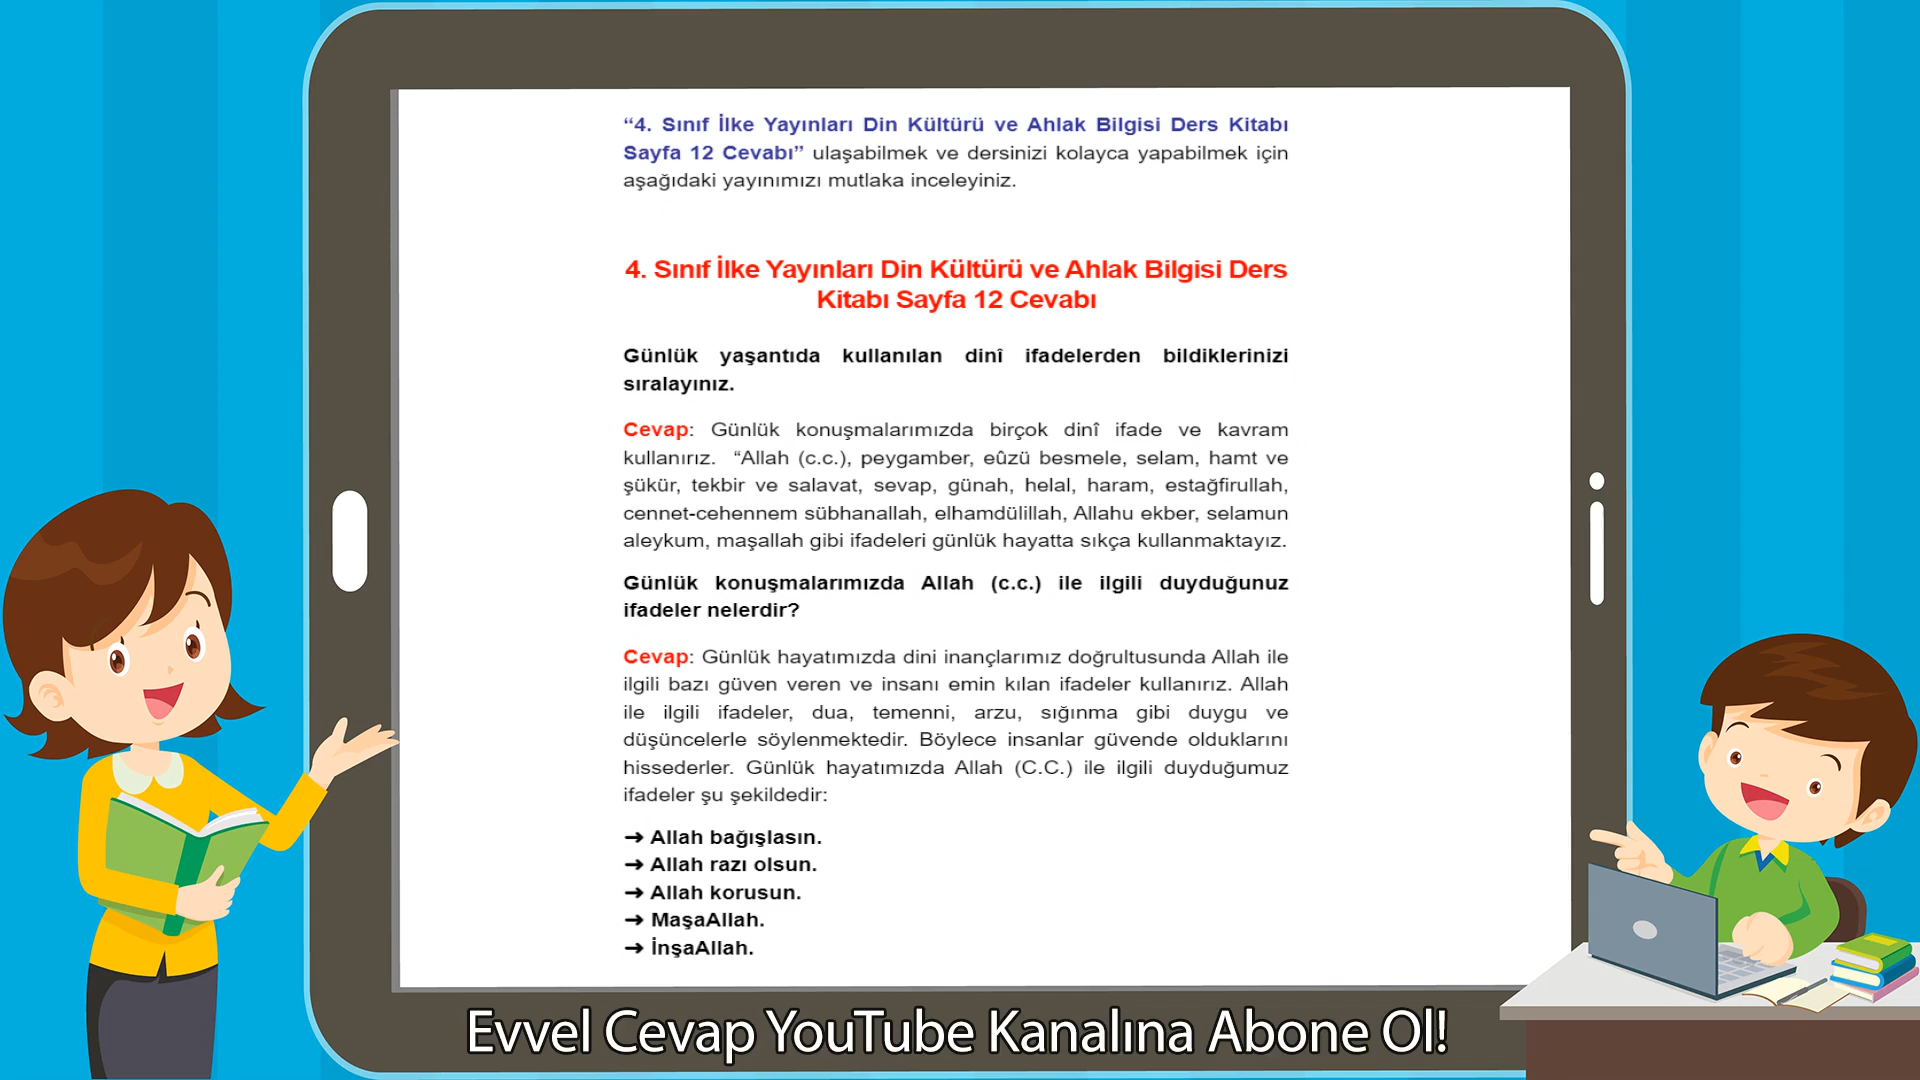 “4. Sınıf İlke Yayınları Din Kültürü ve Ahlak Bilgisi Ders Kitabı
Sayfa 12 Cevabı” ulaşabilmek ve dersinizi kolayca yapabilmek için
aşağıdaki yayınımızı mutlaka inceleyiniz.
4. Sınıf İlke Yayınları Din Kültürü ve Ahlak Bilgisi Ders
Kitabı Sayfa 12 Cevabı
Günlük yaşantıda kullanılan dinî ifadelerden bildiklerinizi
sıralayınız.
Cevap: Günlük konuşmalarımızda birçok dinî ifade ve kavram
kullanırız. “Allah (c.c.), peygamber, eûzü besmele, selam, hamt ve
şükür, tekbir ve salavat, sevap, günah, helal, haram, estağfirullah,
cennet-cehennem sübhanallah, elhamdülillah, Allahu ekber, selamun
aleykum, maşallah gibi ifadeleri günlük hayatta sıkça kullanmaktayız.
Günlük konuşmalarımızda Allah (c.c.) ile ilgili duyduğunuz
ifadeler nelerdir?
Cevap: Günlük hayatımızda dini inançlarımız doğrultusunda Allah ile
ilgili bazı güven veren ve insanı emin kılan ifadeler kullanırız. Allah
ile ilgili ifadeler, dua, temenni, arzu, sığınma gibi duygu ve
düşüncelerle söylenmektedir. Böylece insanlar güvende olduklarını
hissederler. Günlük hayatımızda Allah (C.C.) ile ilgili duyduğumuz
ifadeler şu şekildedir:
➜ Allah bağışlasın.
➜ Allah razı olsun.
➜ Allah korusun.
➜ MaşaAllah.
➜ İnşaAllah.
Evvel Cevap YouTube Kanalına Abone Ol!